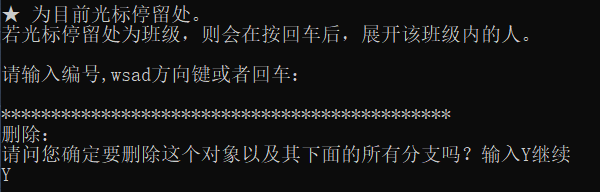 ★ 为目前光标停留处。
若光标停留处为班级，则会在按回车后，展开该班级内的人。
请输入编号,wsad方向键或者回车:
*********************************************
删除:
请问您确定要删除这个对象以及其下面的所有分支吗？输入Y继续
Y